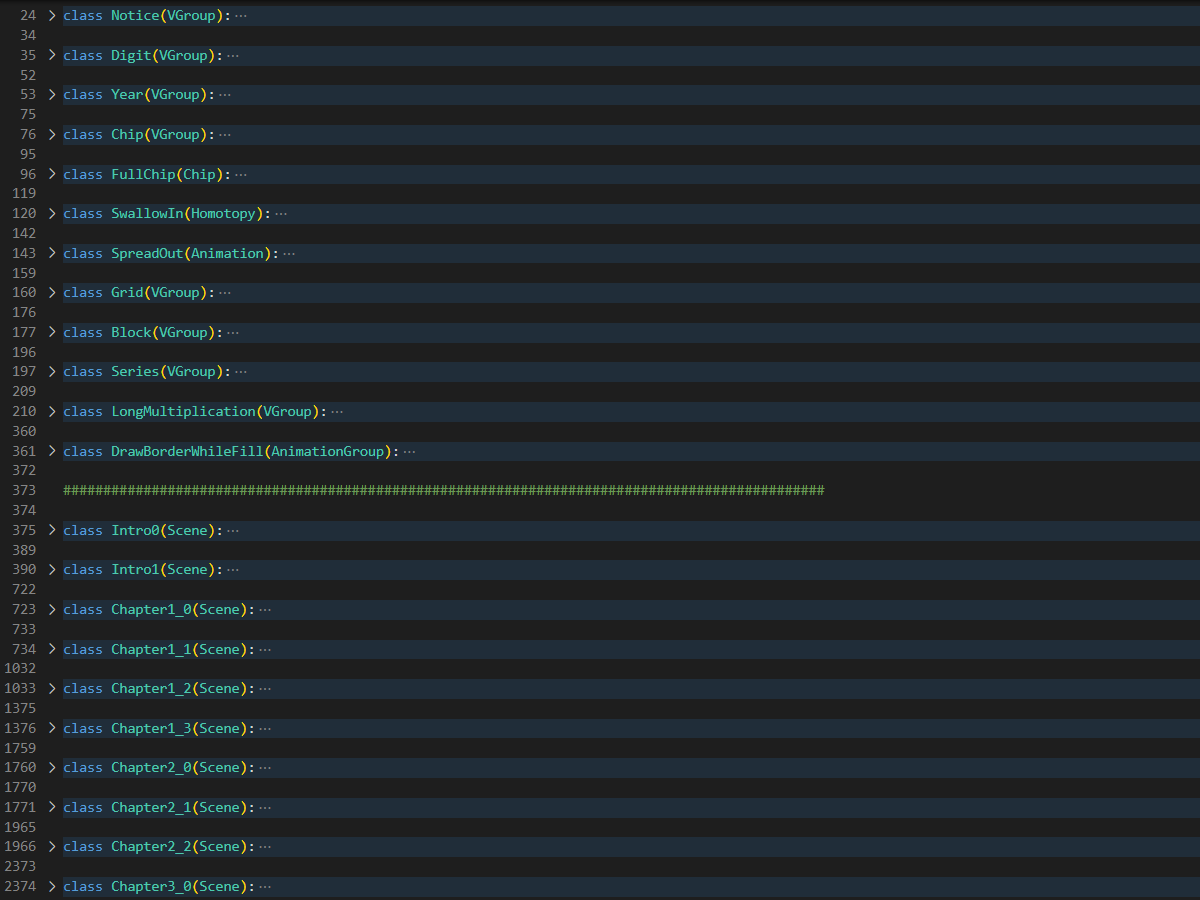 24 > class Notice(VGroup): ···
34
35 > class Digit(VGroup): ···
52
53 > class Year(VGroup): ···
75
76 > class Chip(VGroup): ···
95
96 > class FullChip(Chip): ···
119
120 > class SwallowIn(Homotopy): ···
142
143 > class SpreadOut(Animation): ···
159
160 > class Grid(VGroup): ···
176
177 > class Block(VGroup): ···
196
197 > class Series(VGroup): ···
209
210 > class LongMultiplication(VGroup): ···
360
361 > class DrawBorderWhileFill(AnimationGroup): ···
372
373 ###############################################################################################
374
375 > class Intro0(Scene): ···
389
390 > class Intro1(Scene): ···
722
723 > class Chapter1_0(Scene): ···
733
734 > class Chapter1_1(Scene): ···
1032
1033 > class Chapter1_2(Scene): ···
1375
1376 > class Chapter1_3(Scene): ···
1759
1760 > class Chapter2_0(Scene): ···
1770
1771 > class Chapter2_1(Scene): ···
1965
1966 > class Chapter2_2(Scene): ···
2373
2374 > class Chapter3_0(Scene): ···